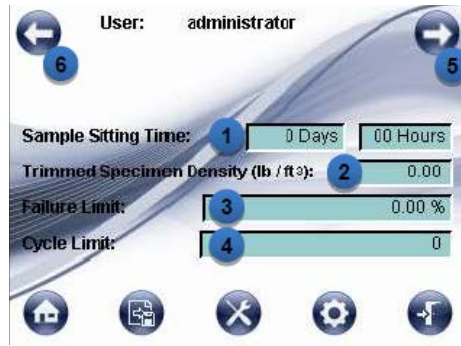 User: administrator
6
5
Sample Sitting Time: 1 0 Days 00 Hours
Trimmed Specimen Density (lb / ft³): 2 0.00
Failure Limit: 3 0.00 %
Cycle Limit: 4 0